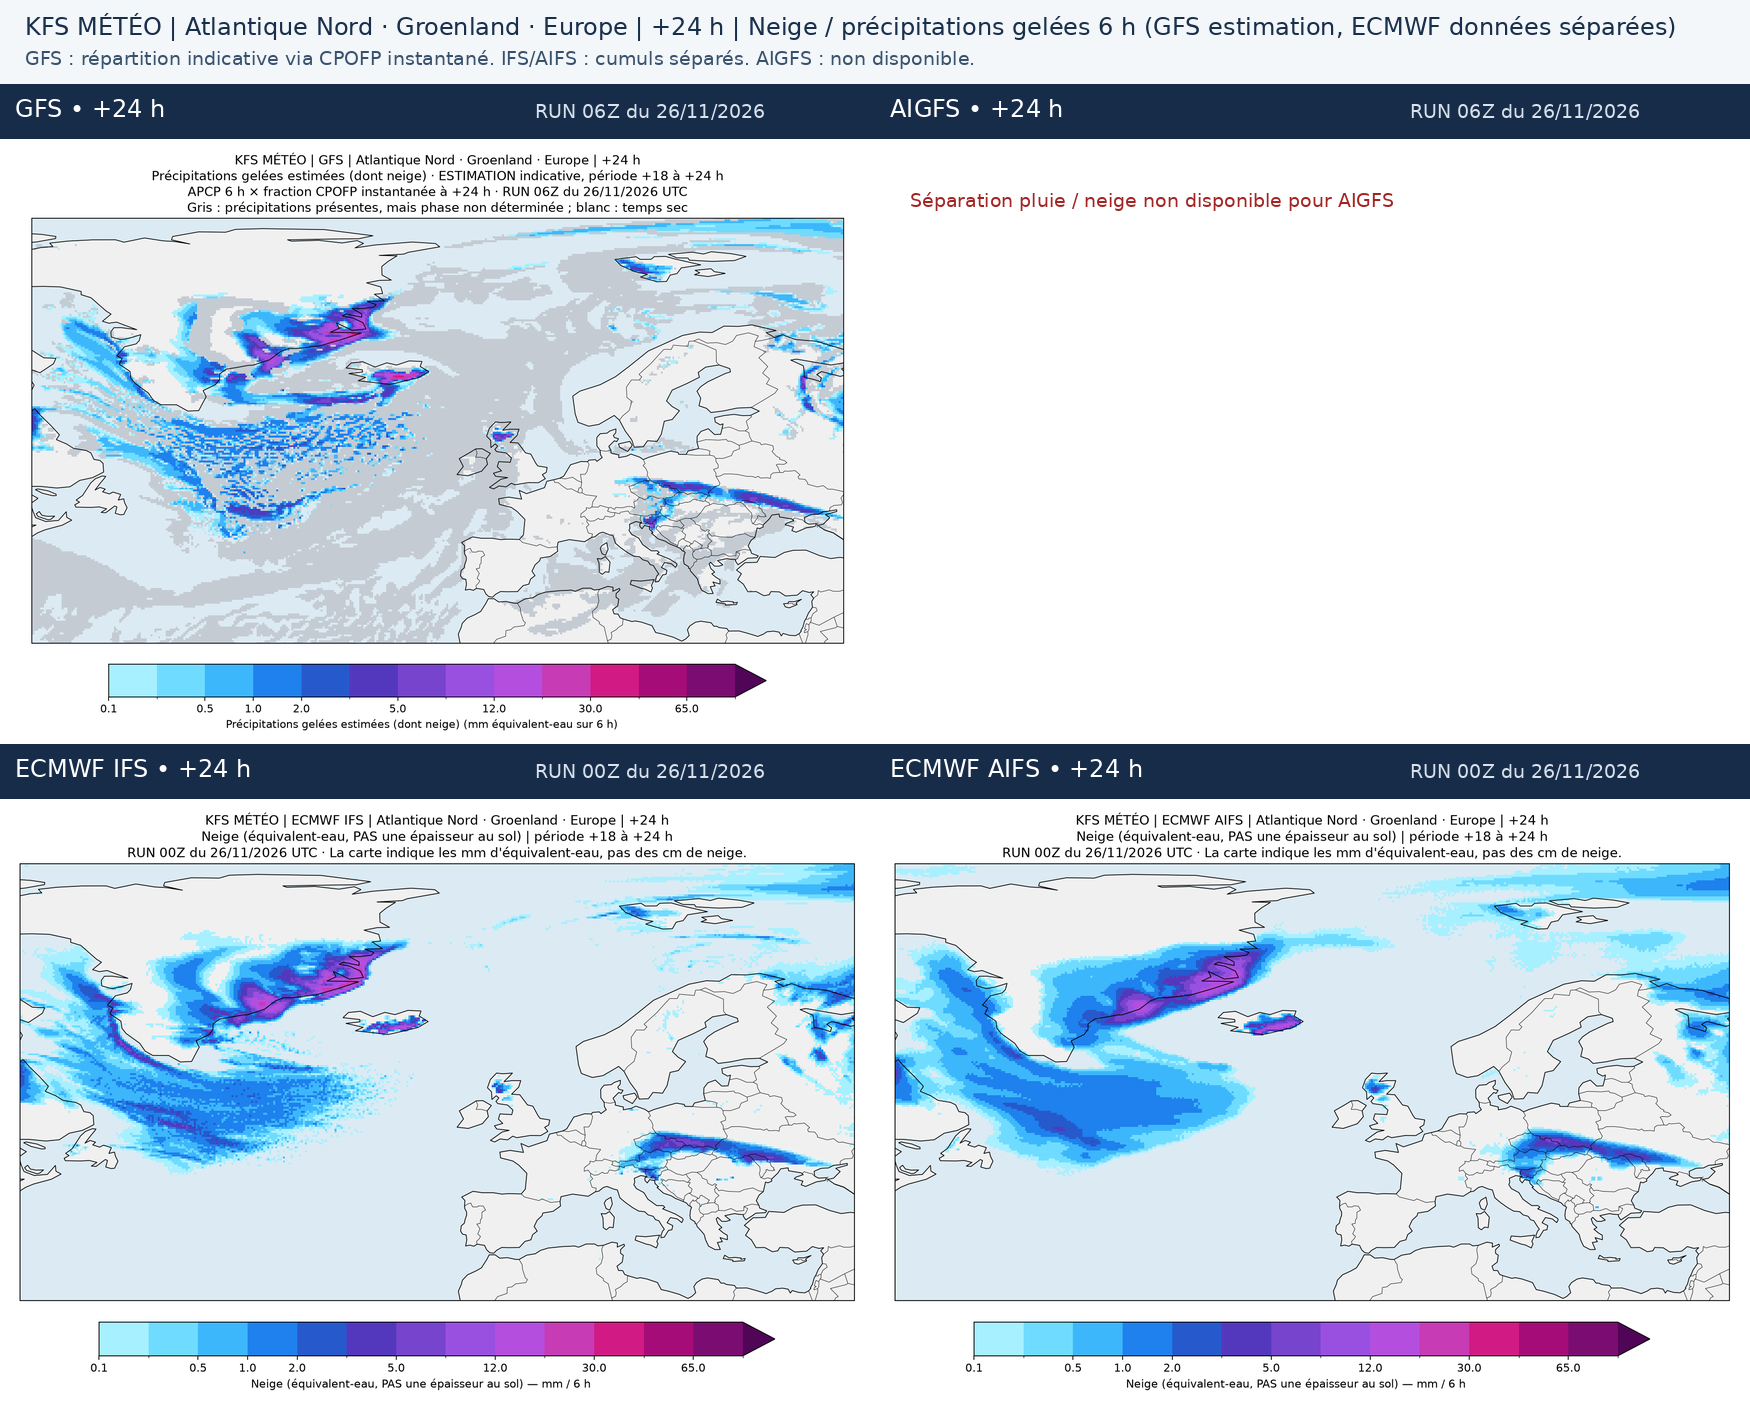 KFS MÉTÉO | Atlantique Nord · Groenland · Europe | +24 h | Neige / précipitations gelées 6 h (GFS estimation, ECMWF données séparées)
GFS : répartition indicative via CPOFP instantané. IFS/AIFS : cumuls séparés. AIGFS : non disponible.
GFS • +24 h
RUN 06Z du 26/11/2026
AIGFS • +24 h
RUN 06Z du 26/11/2026
KFS MÉTÉO | GFS | Atlantique Nord · Groenland · Europe | +24 h
Précipitations gelées estimées (dont neige) · ESTIMATION indicative, période +18 à +24 h
APCP 6 h × fraction CPOFP instantanée à +24 h · RUN 06Z du 26/11/2026 UTC
Gris : précipitations présentes, mais phase non déterminée ; blanc : temps sec
Séparation pluie / neige non disponible pour AIGFS
0.1 0.5 1.0 2.0 5.0 12.0 30.0 65.0
Précipitations gelées estimées (dont neige) (mm équivalent-eau sur 6 h)
ECMWF IFS • +24 h
RUN 00Z du 26/11/2026
ECMWF AIFS • +24 h
RUN 00Z du 26/11/2026
KFS MÉTÉO | ECMWF IFS | Atlantique Nord · Groenland · Europe | +24 h
Neige (équivalent-eau, PAS une épaisseur au sol) | période +18 à +24 h
RUN 00Z du 26/11/2026 UTC · La carte indique les mm d'équivalent-eau, pas des cm de neige.
KFS MÉTÉO | ECMWF AIFS | Atlantique Nord · Groenland · Europe | +24 h
Neige (équivalent-eau, PAS une épaisseur au sol) | période +18 à +24 h
RUN 00Z du 26/11/2026 UTC · La carte indique les mm d'équivalent-eau, pas des cm de neige.
0.1 0.5 1.0 2.0 5.0 12.0 30.0 65.0
Neige (équivalent-eau, PAS une épaisseur au sol) — mm / 6 h
0.1 0.5 1.0 2.0 5.0 12.0 30.0 65.0
Neige (équivalent-eau, PAS une épaisseur au sol) — mm / 6 h